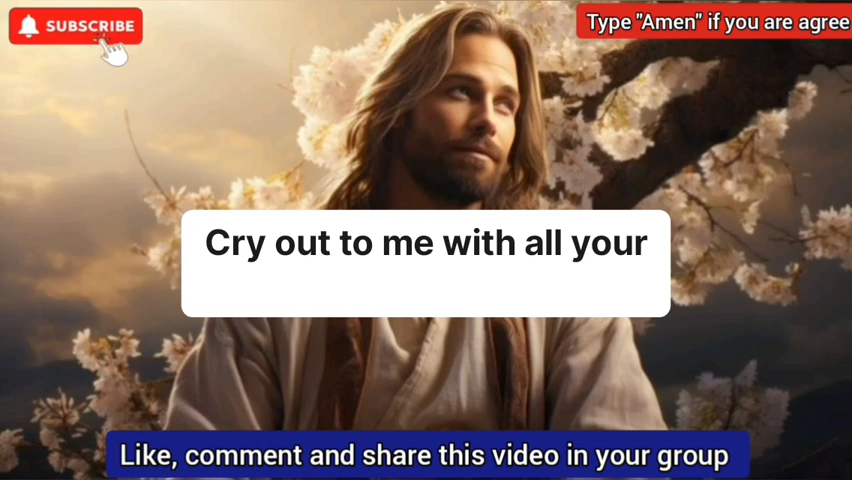 SUBSCRIBE
Type "Amen" if you are agree
Cry out to me with all your
Like, comment and share this video in your group